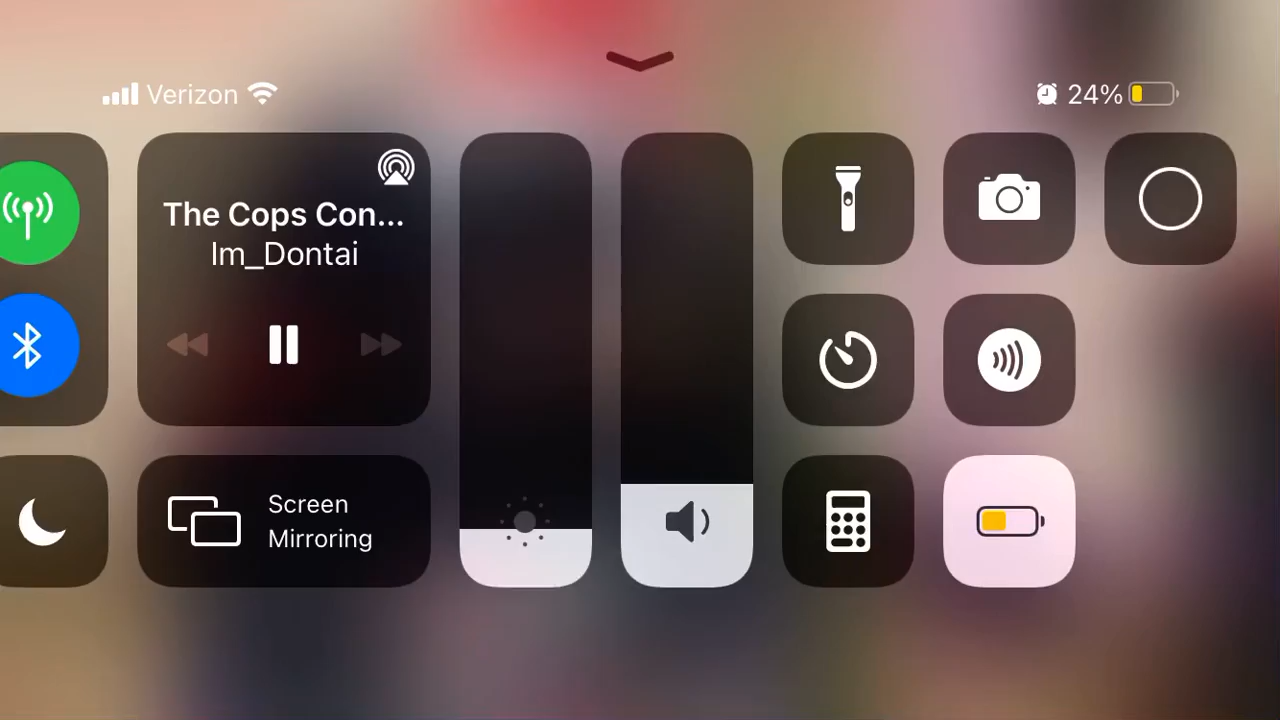 Verizon
24%
The Cops Con...
Im_Dontai
Screen
Mirroring